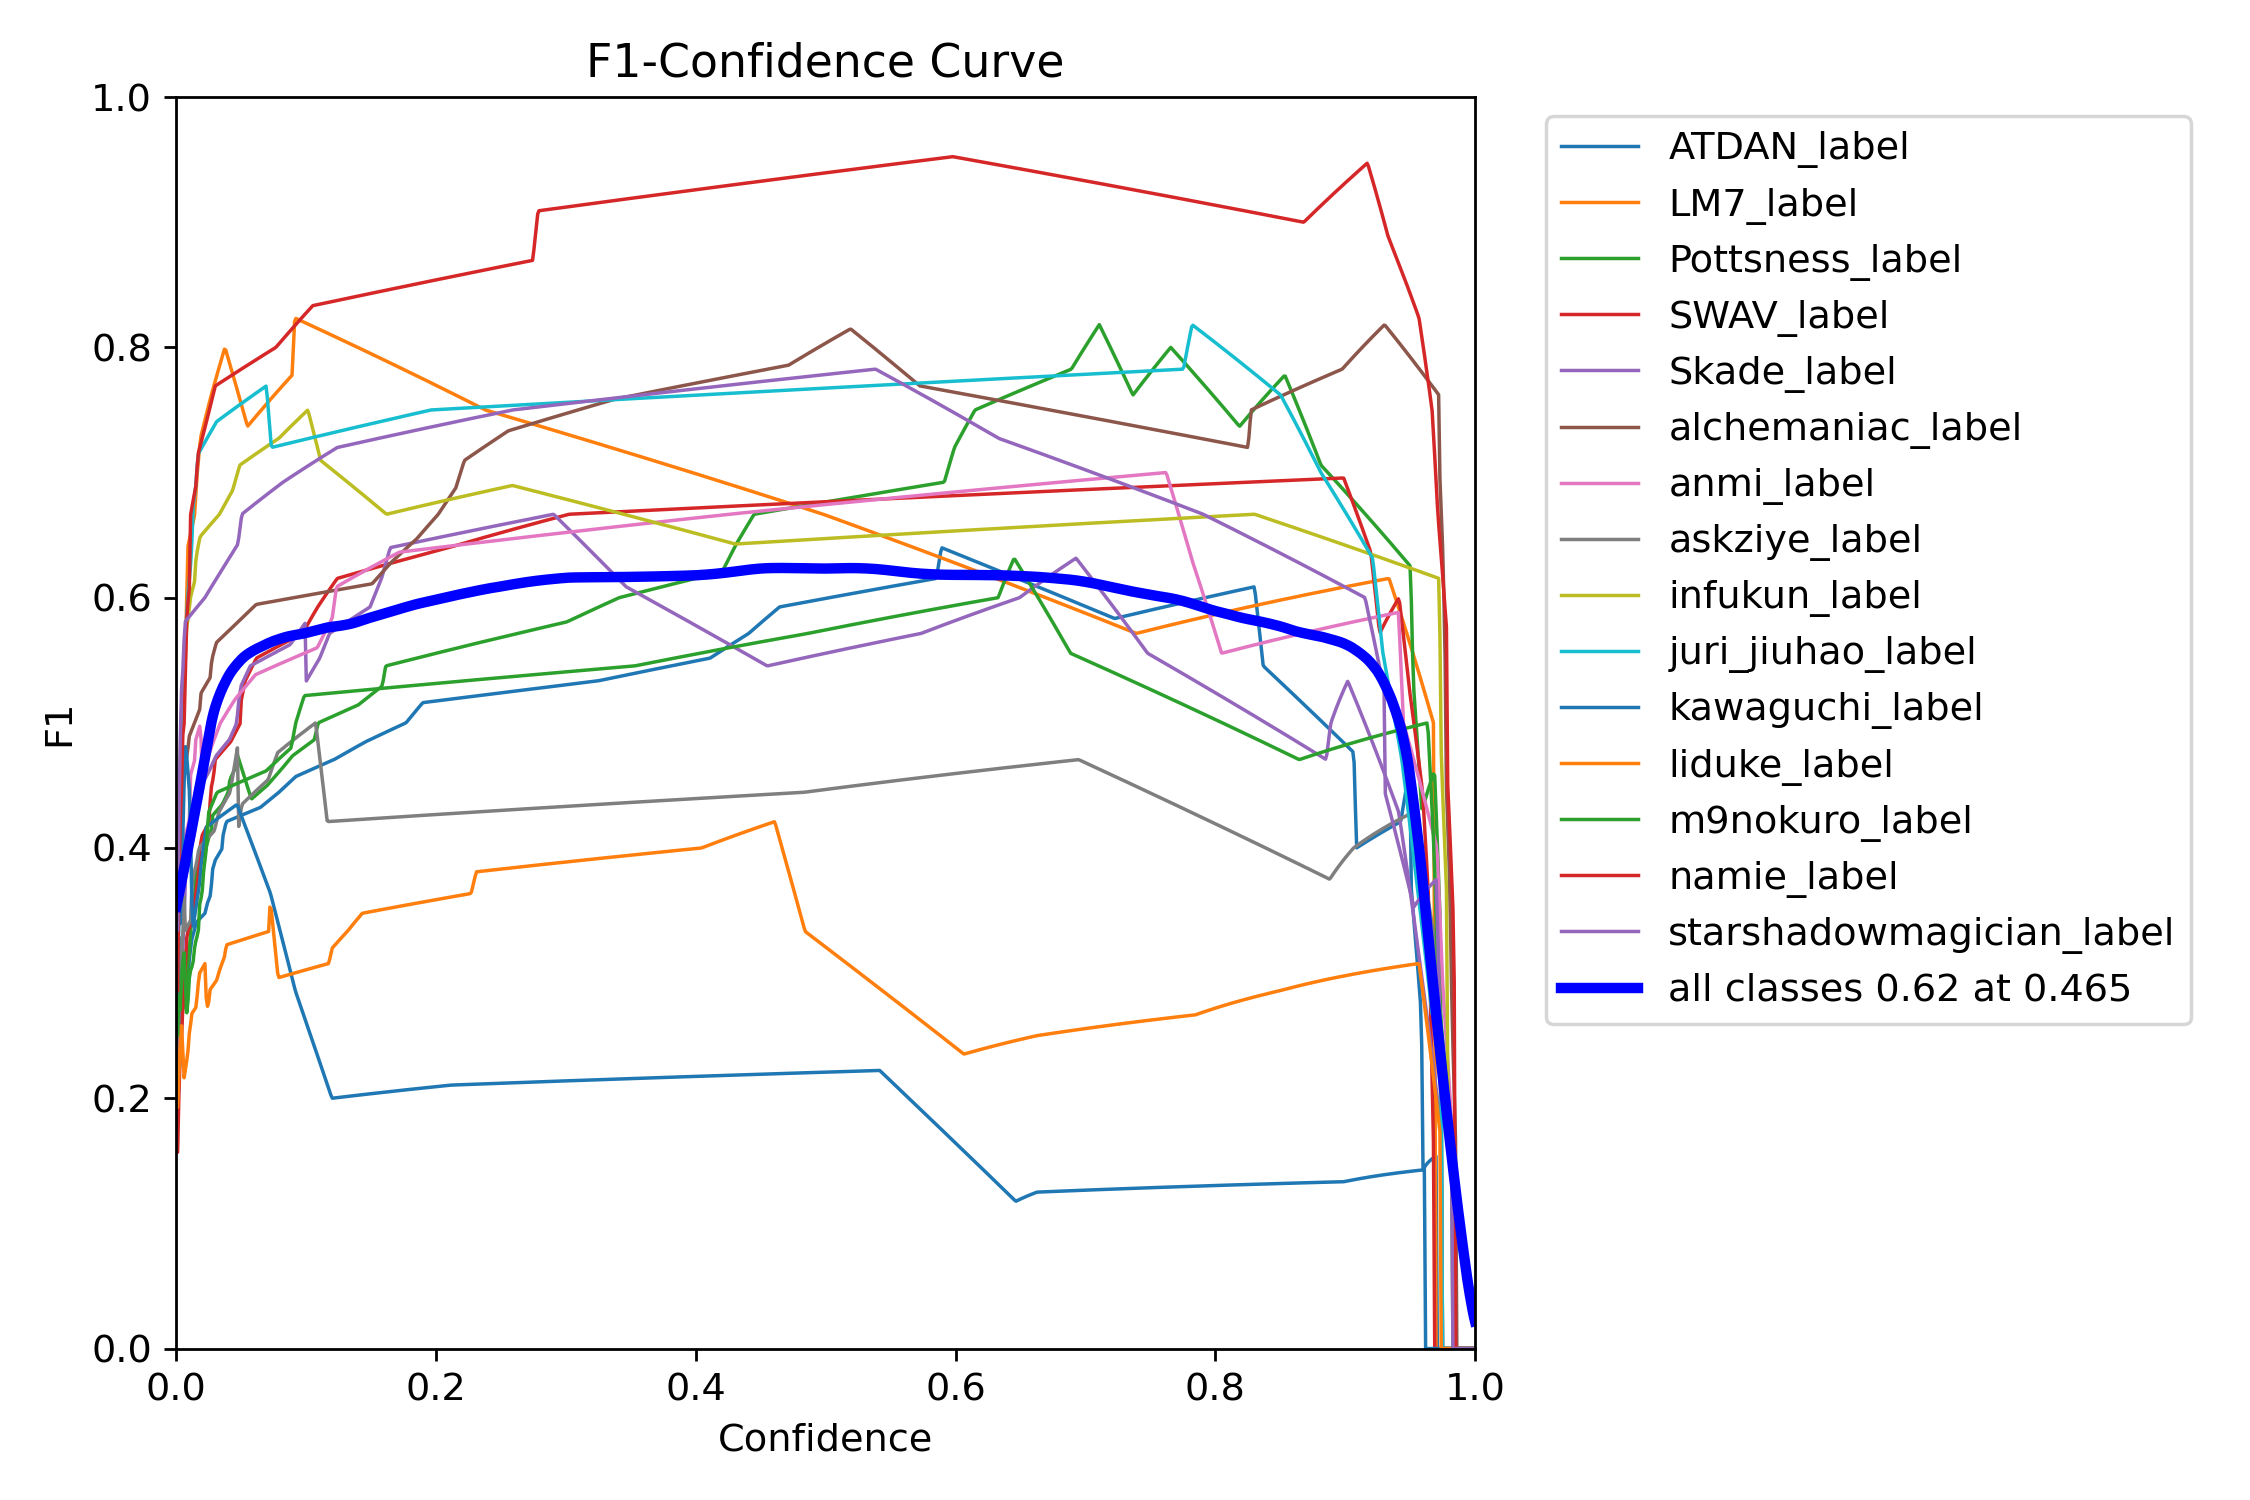 F1-Confidence Curve
1.0
0.8
0.6
0.4
0.2
0.0
F1
0.0 0.2 0.4 0.6 0.8 1.0
Confidence
ATDAN_label
LM7_label
Pottsness_label
SWAV_label
Skade_label
alchemaniac_label
anmi_label
askziye_label
infukun_label
juri_jiuhao_label
kawaguchi_label
liduke_label
m9nokuro_label
namie_label
starshadowmagician_label
all classes 0.62 at 0.465